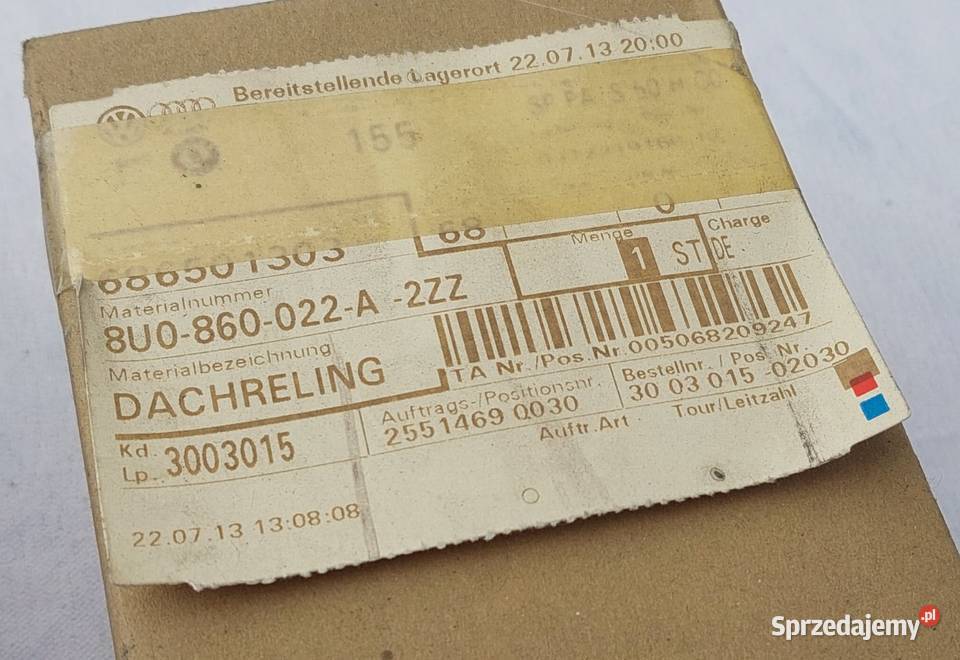 Bereitstellende Lagerort 22.07.13 20:00
155
686501303
68
0
Menge
1 ST
Charge
DE
Materialnummer
8U0-860-022-A -2ZZ
Materialbezeichnung
DACHRELING
TA Nr./Pos.Nr. 005068209247
Kd.
Lp. 3003015
Auftrags-/Positionsnr.
2551469 0030
Bestellnr. / Pos. Nr.
30 03 015 -02030
Auftr.Art
Tour/Leitzahl
22.07.13 13:08:08
Sprzedajemy.pl